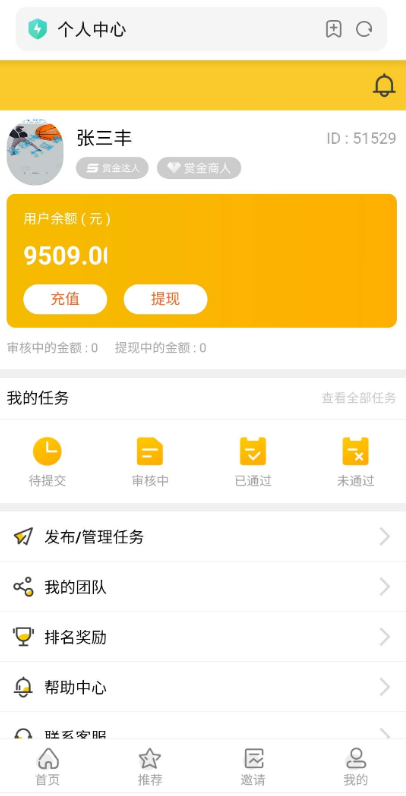 个人中心
张三丰
ID : 51529
赏金达人
赏金商人
用户余额 ( 元 )
9509.00
充值
提现
审核中的金额 : 0
提现中的金额 : 0
我的任务
查看全部任务
待提交
审核中
已通过
未通过
发布/管理任务
我的团队
排名奖励
帮助中心
联系客服
首页
推荐
邀请
我的